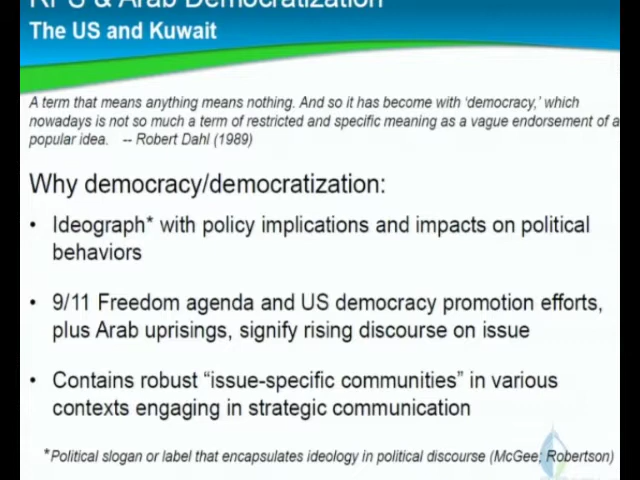 & Arab Democratization
The US and Kuwait
A term that means anything means nothing. And so it has become with 'democracy,' which
nowadays is not so much a term of restricted and specific meaning as a vague endorsement of a
popular idea. -- Robert Dahl (1989)
Why democracy/democratization:
• Ideograph* with policy implications and impacts on political
behaviors
• 9/11 Freedom agenda and US democracy promotion efforts,
plus Arab uprisings, signify rising discourse on issue
• Contains robust "issue-specific communities" in various
contexts engaging in strategic communication
*Political slogan or label that encapsulates ideology in political discourse (McGee; Robertson)